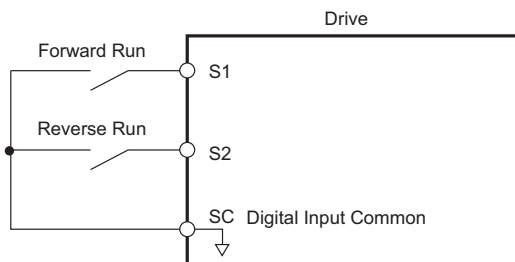 Drive
Forward Run
S1
Reverse Run
S2
SC Digital Input Common